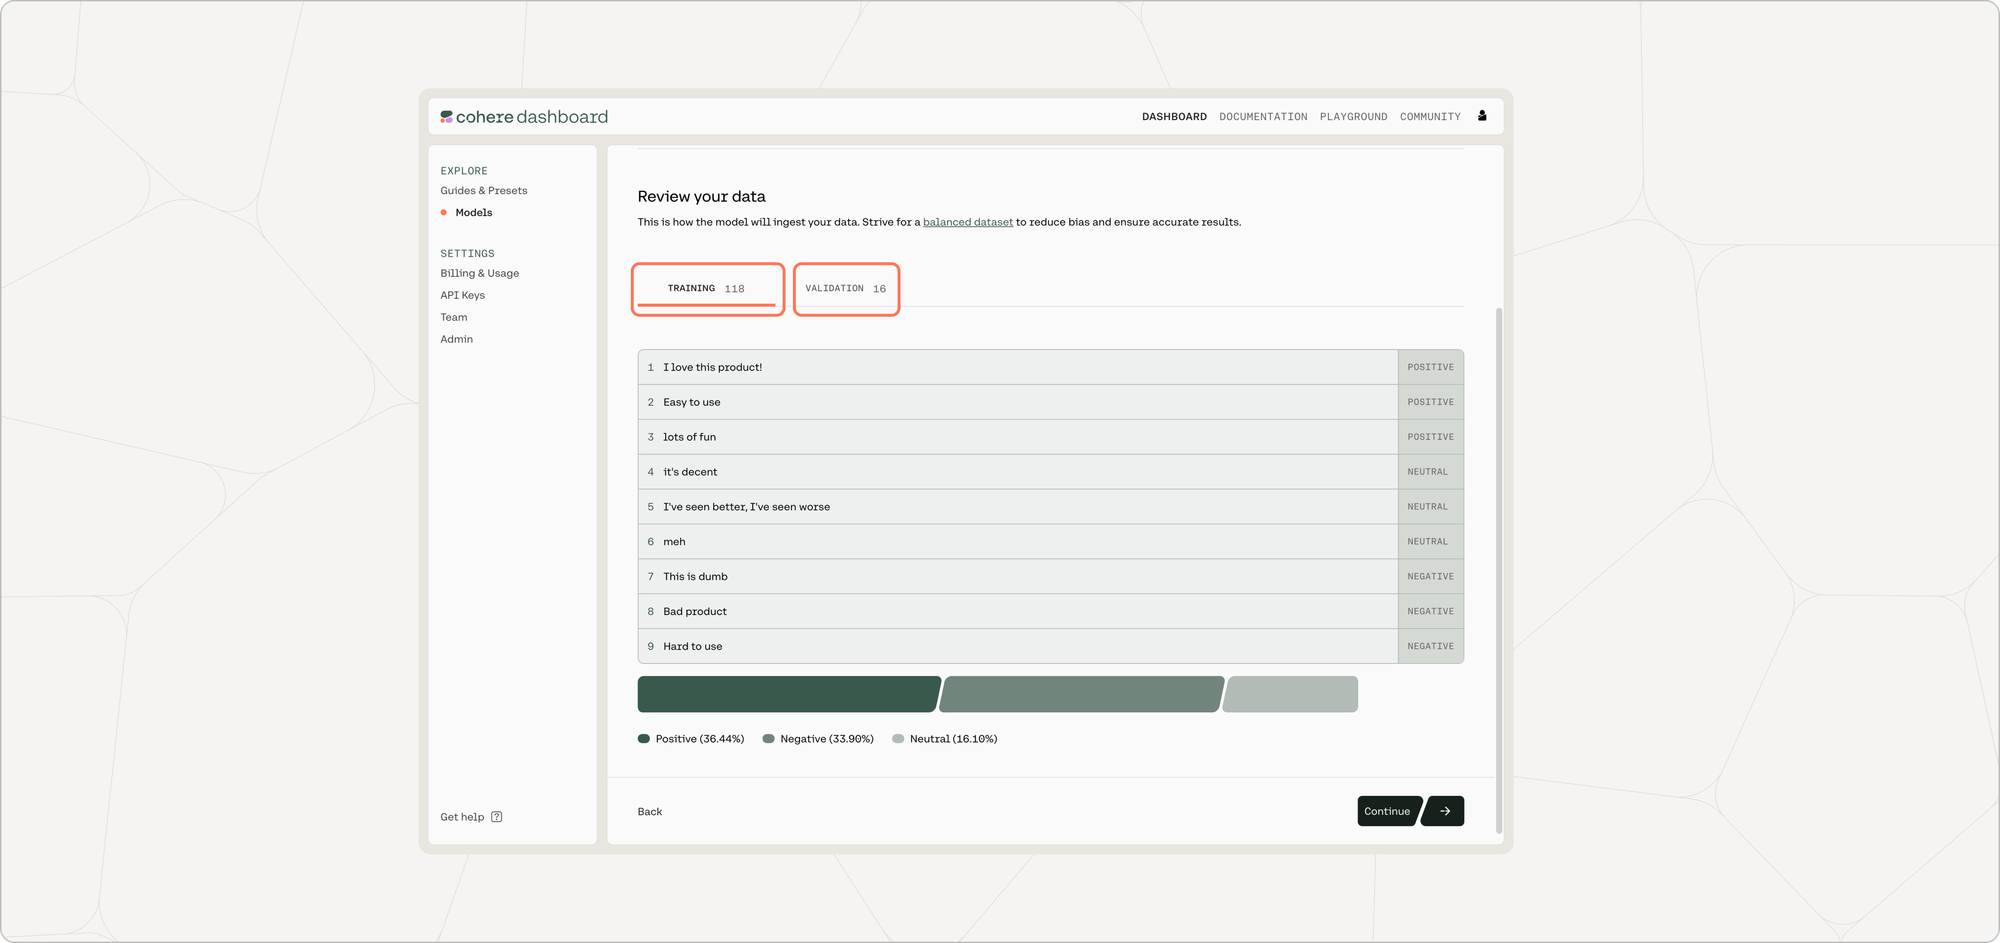 cohere dashboard
DASHBOARD DOCUMENTATION PLAYGROUND COMMUNITY
EXPLORE
Guides & Presets
Models
SETTINGS
Billing & Usage
API Keys
Team
Admin
Get help ?
Review your data
This is how the model will ingest your data. Strive for a balanced dataset to reduce bias and ensure accurate results.
TRAINING 118 VALIDATION 16
1 I love this product! POSITIVE
2 Easy to use POSITIVE
3 lots of fun POSITIVE
4 it's decent NEUTRAL
5 I've seen better, I've seen worse NEUTRAL
6 meh NEUTRAL
7 This is dumb NEGATIVE
8 Bad product NEGATIVE
9 Hard to use NEGATIVE
Positive (36.44%) Negative (33.90%) Neutral (16.10%)
Back Continue →